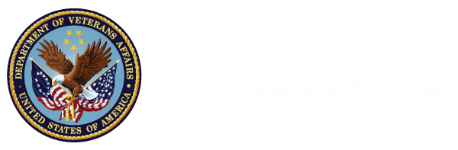 DEPARTMENT OF VETERANS AFFAIRS
UNITED STATES OF AMERICA
U.S. Department
of Veterans Affairs